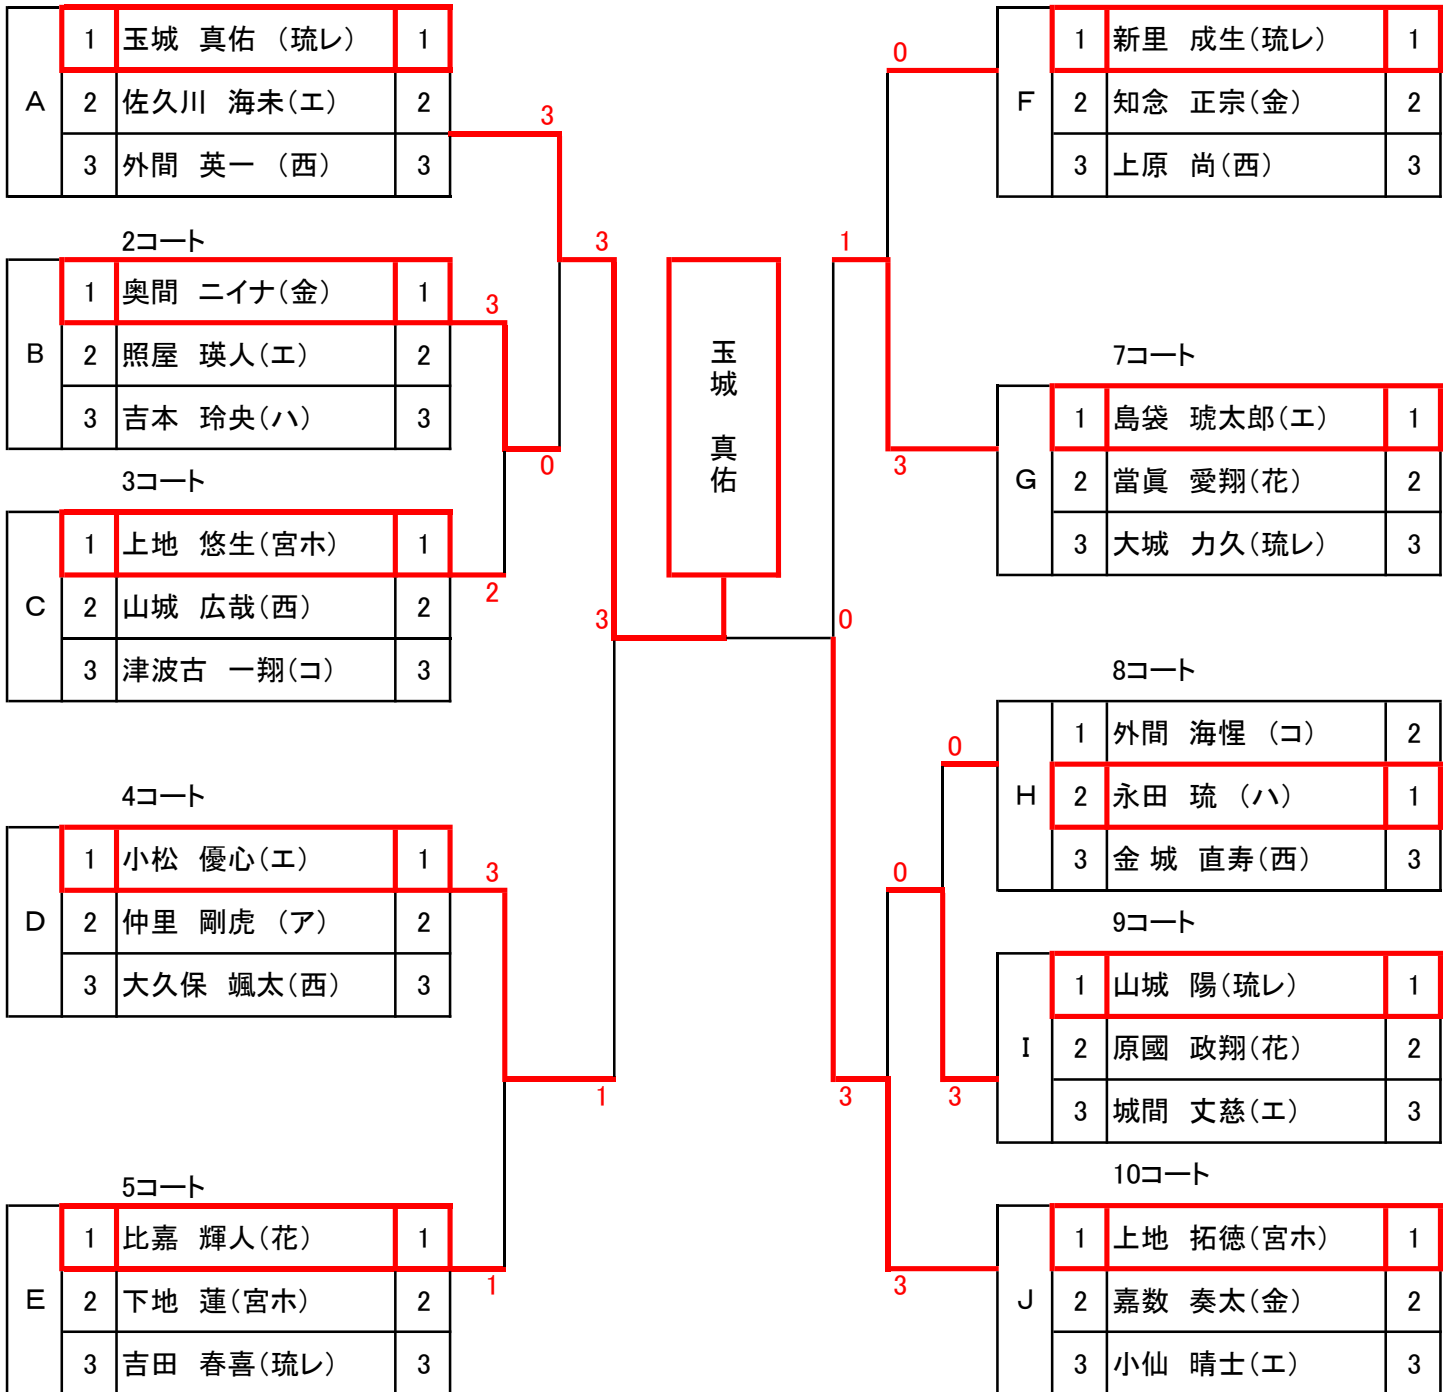 A
1 玉城 真佑 (琉レ) 1
2 佐久川 海未(エ) 2
3 外間 英一 (西) 3
3
2コート
B
1 奥間 ニイナ(金) 1
2 照屋 瑛人(エ) 2
3 吉本 玲央(ハ) 3
3
3
0
3コート
C
1 上地 悠生(宮ホ) 1
2 山城 広哉(西) 2
3 津波古 一翔(コ) 3
2
3
4コート
D
1 小松 優心(エ) 1
2 仲里 剛虎 (ア) 2
3 大久保 颯太(西) 3
3
1
5コート
E
1 比嘉 輝人(花) 1
2 下地 蓮(宮ホ) 2
3 吉田 春喜(琉レ) 3
1
玉城 真佑
F
1 新里 成生(琉レ) 1
2 知念 正宗(金) 2
3 上原 尚(西) 3
0
1
7コート
G
1 島袋 琥太郎(エ) 1
2 當眞 愛翔(花) 2
3 大城 力久(琉レ) 3
3
0
8コート
H
1 外間 海惺 (コ) 2
2 永田 琉 (ハ) 1
3 金城 直寿(西) 3
0
0
9コート
I
1 山城 陽(琉レ) 1
2 原國 政翔(花) 2
3 城間 丈慈(エ) 3
3
3
10コート
J
1 上地 拓徳(宮ホ) 1
2 嘉数 奏太(金) 2
3 小仙 晴士(エ) 3
3